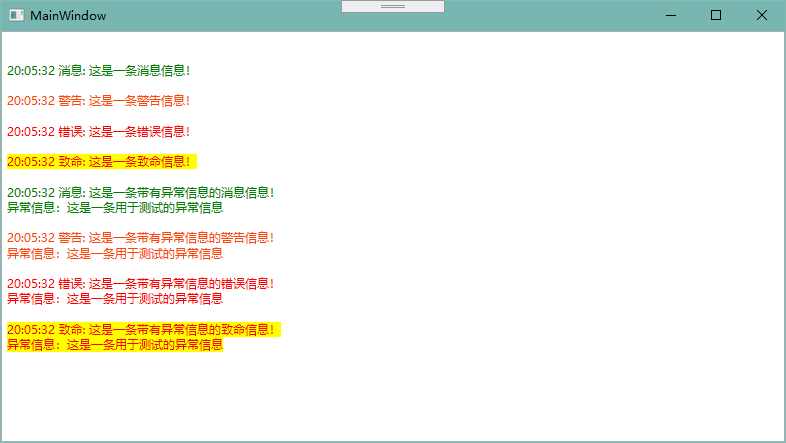 MainWindow
20:05:32 消息: 这是一条消息信息!
20:05:32 警告: 这是一条警告信息!
20:05:32 错误: 这是一条错误信息!
20:05:32 致命: 这是一条致命信息!
20:05:32 消息: 这是一条带有异常信息的消息信息!
异常信息：这是一条用于测试的异常信息
20:05:32 警告: 这是一条带有异常信息的警告信息!
异常信息：这是一条用于测试的异常信息
20:05:32 错误: 这是一条带有异常信息的错误信息!
异常信息：这是一条用于测试的异常信息
20:05:32 致命: 这是一条带有异常信息的致命信息!
异常信息：这是一条用于测试的异常信息